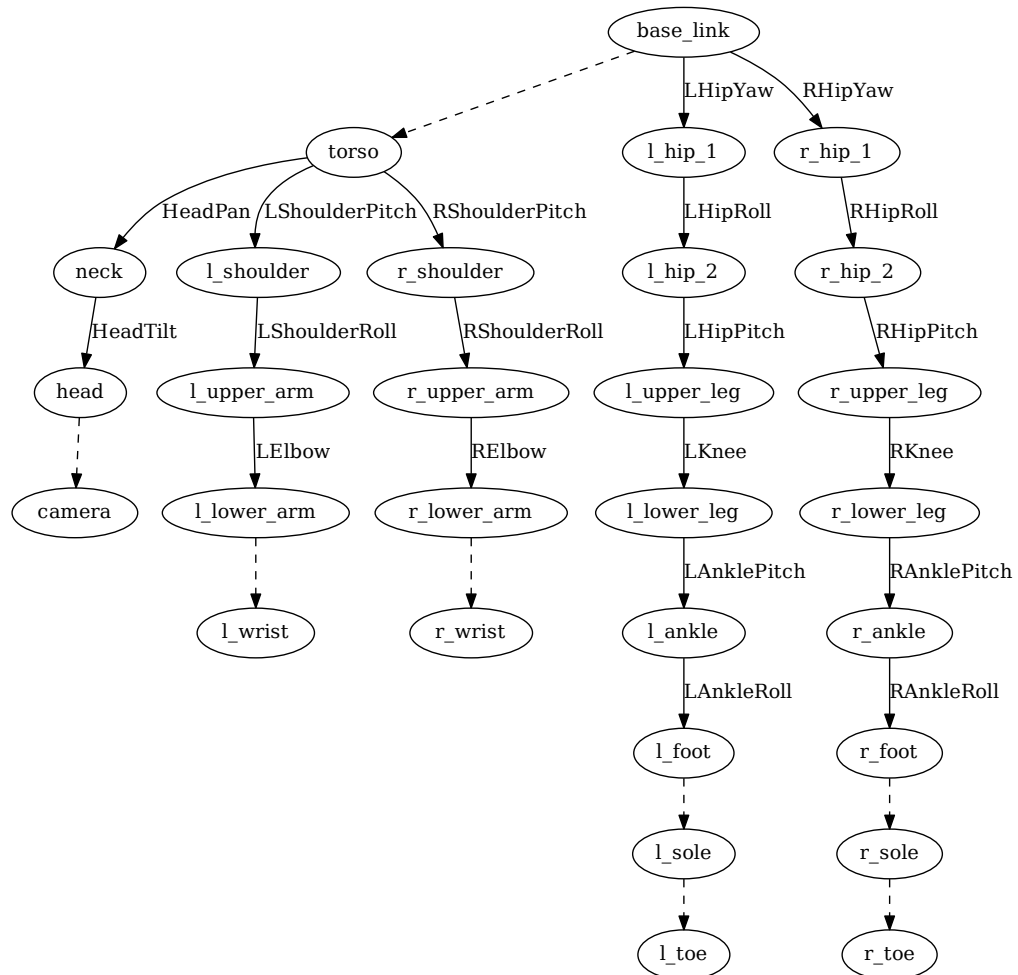 base_link
LHipYaw
RHipYaw
torso
l_hip_1
r_hip_1
HeadPan
LShoulderPitch
RShoulderPitch
LHipRoll
RHipRoll
neck
l_shoulder
r_shoulder
l_hip_2
r_hip_2
HeadTilt
LShoulderRoll
RShoulderRoll
LHipPitch
RHipPitch
head
l_upper_arm
r_upper_arm
l_upper_leg
r_upper_leg
LElbow
RElbow
LKnee
RKnee
camera
l_lower_arm
r_lower_arm
l_lower_leg
r_lower_leg
LAnklePitch
RAnklePitch
l_wrist
r_wrist
l_ankle
r_ankle
LAnkleRoll
RAnkleRoll
l_foot
r_foot
l_sole
r_sole
l_toe
r_toe